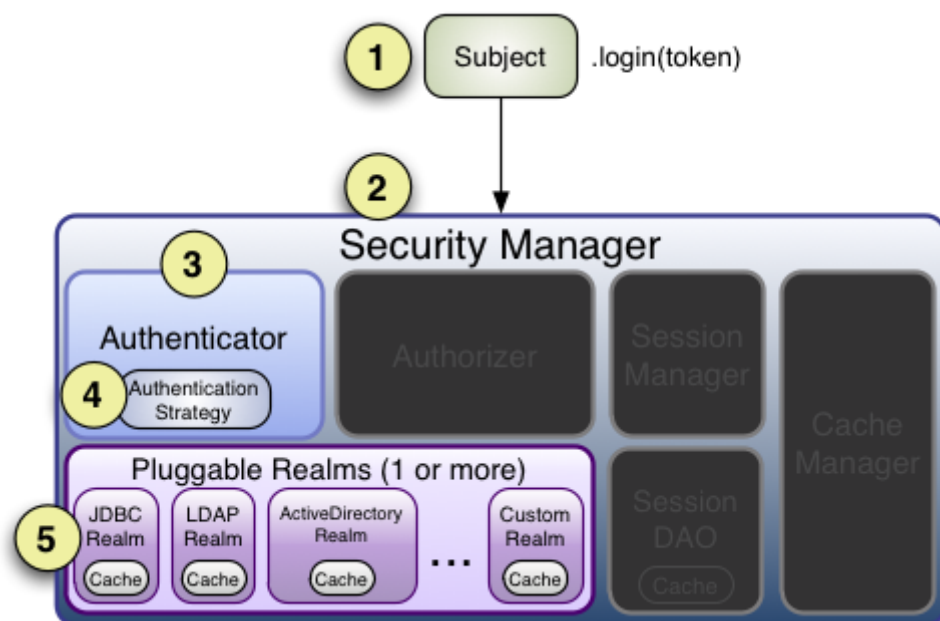 1
Subject
.login(token)
2
Security Manager
3
Authenticator
4
Authentication
Strategy
Authorizer
Session
Manager
Cache
Manager
Pluggable Realms (1 or more)
5
JDBC
Realm
Cache
LDAP
Realm
Cache
ActiveDirectory
Realm
Cache
...
Custom
Realm
Cache
Session
DAO
Cache